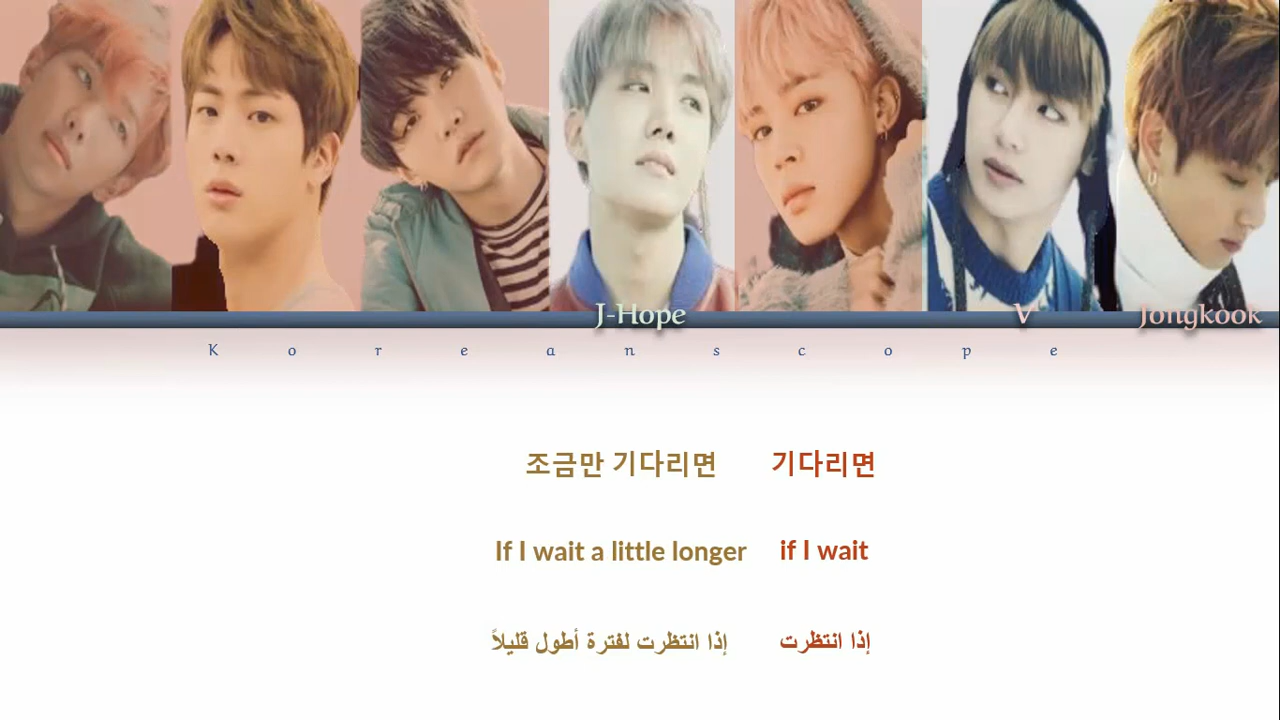 J-Hope V Jongkook
Koreanscope
조금만 기다리면 기다리면
If I wait a little longer if I wait
إذا انتظرت لفترة أطول قليلاً إذا انتظرت